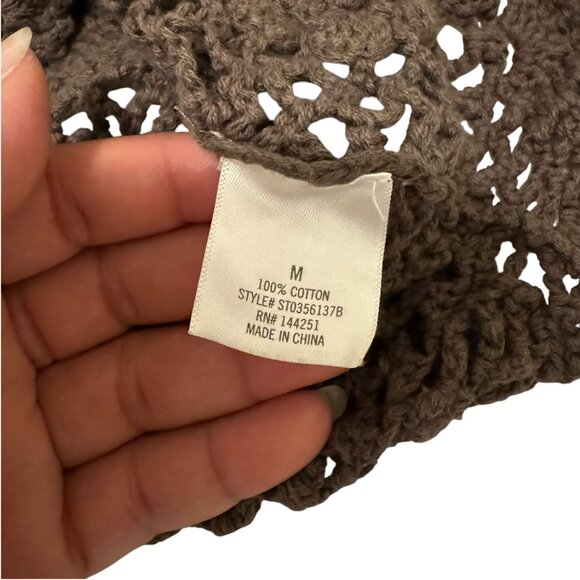 M
100% COTTON
STYLE# ST0356137B
RN# 144251
MADE IN CHINA